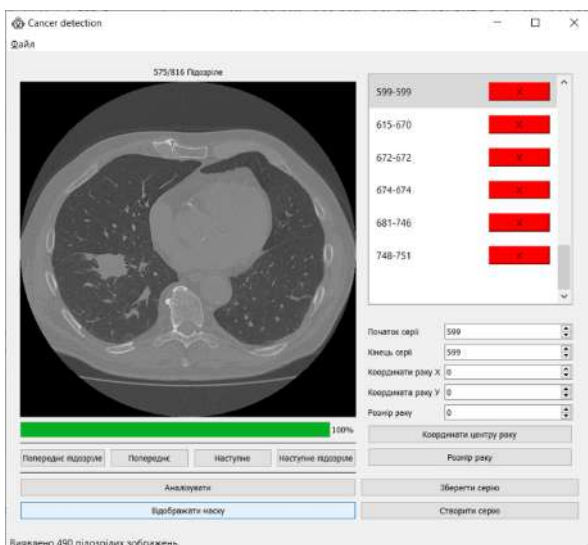 Cancer detection
Файл
575/816 Підозріле
599-599 X
615-670 X
672-672 X
674-674 X
681-746 X
748-751 X
Початок серії 599
Кінець серії 599
Координати раку X 0
Координата раку У 0
Розмір раку 0
100%
Координати центру раку
Попереднє підозріле Попереднє Наступне Наступне підозріле
Розмір раку
Аналізувати
Зберегти серію
Відображати маску
Створити серію
Виявлено 490 підозрілих зображень